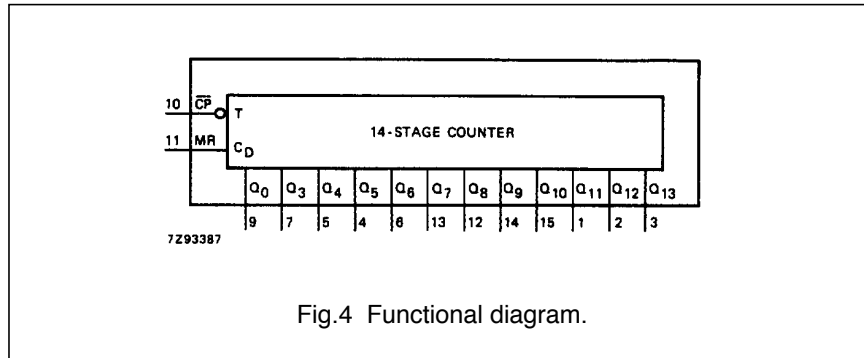 10 C̅P̅ T
14-STAGE COUNTER
11 MR C_D
Q0 Q3 Q4 Q5 Q6 Q7 Q8 Q9 Q10 Q11 Q12 Q13
9 7 5 4 6 13 12 14 15 1 2 3
7Z93387
Fig.4 Functional diagram.